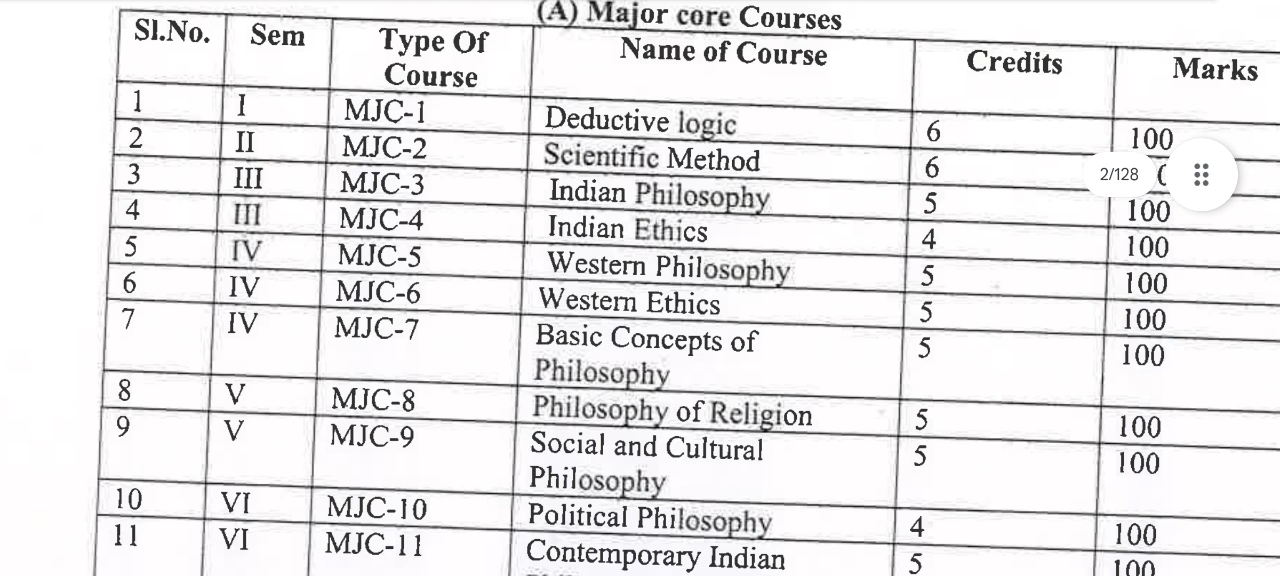 (A) Major core Courses
Sl.No. Sem Type Of Course Name of Course Credits Marks
1 I MJC-1 Deductive logic 6 100
2 II MJC-2 Scientific Method 6
3 III MJC-3 Indian Philosophy 5 100
4 III MJC-4 Indian Ethics 4 100
5 IV MJC-5 Western Philosophy 5 100
6 IV MJC-6 Western Ethics 5 100
7 IV MJC-7 Basic Concepts of 5 100
Philosophy
8 V MJC-8 Philosophy of Religion 5 100
9 V MJC-9 Social and Cultural 5 100
Philosophy
10 VI MJC-10 Political Philosophy 4 100
11 VI MJC-11 Contemporary Indian 5 100
2/128